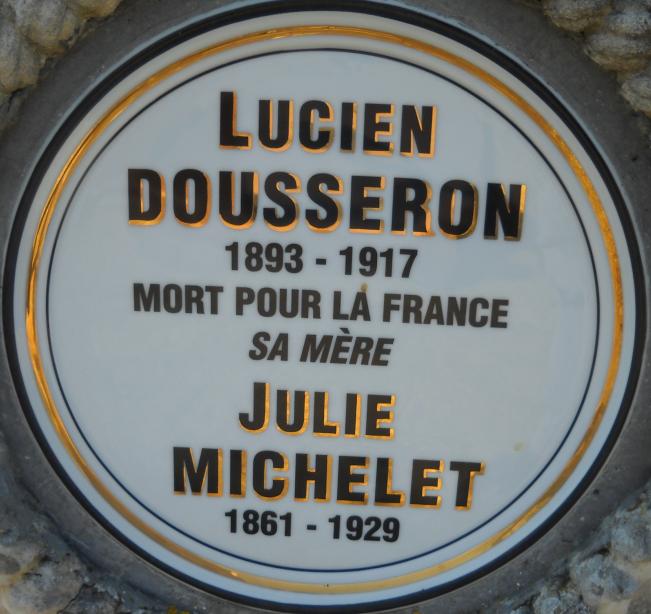 LUCIEN
DOUSSERON
1893 - 1917
MORT POUR LA FRANCE
SA MÈRE
JULIE
MICHELET
1861 - 1929